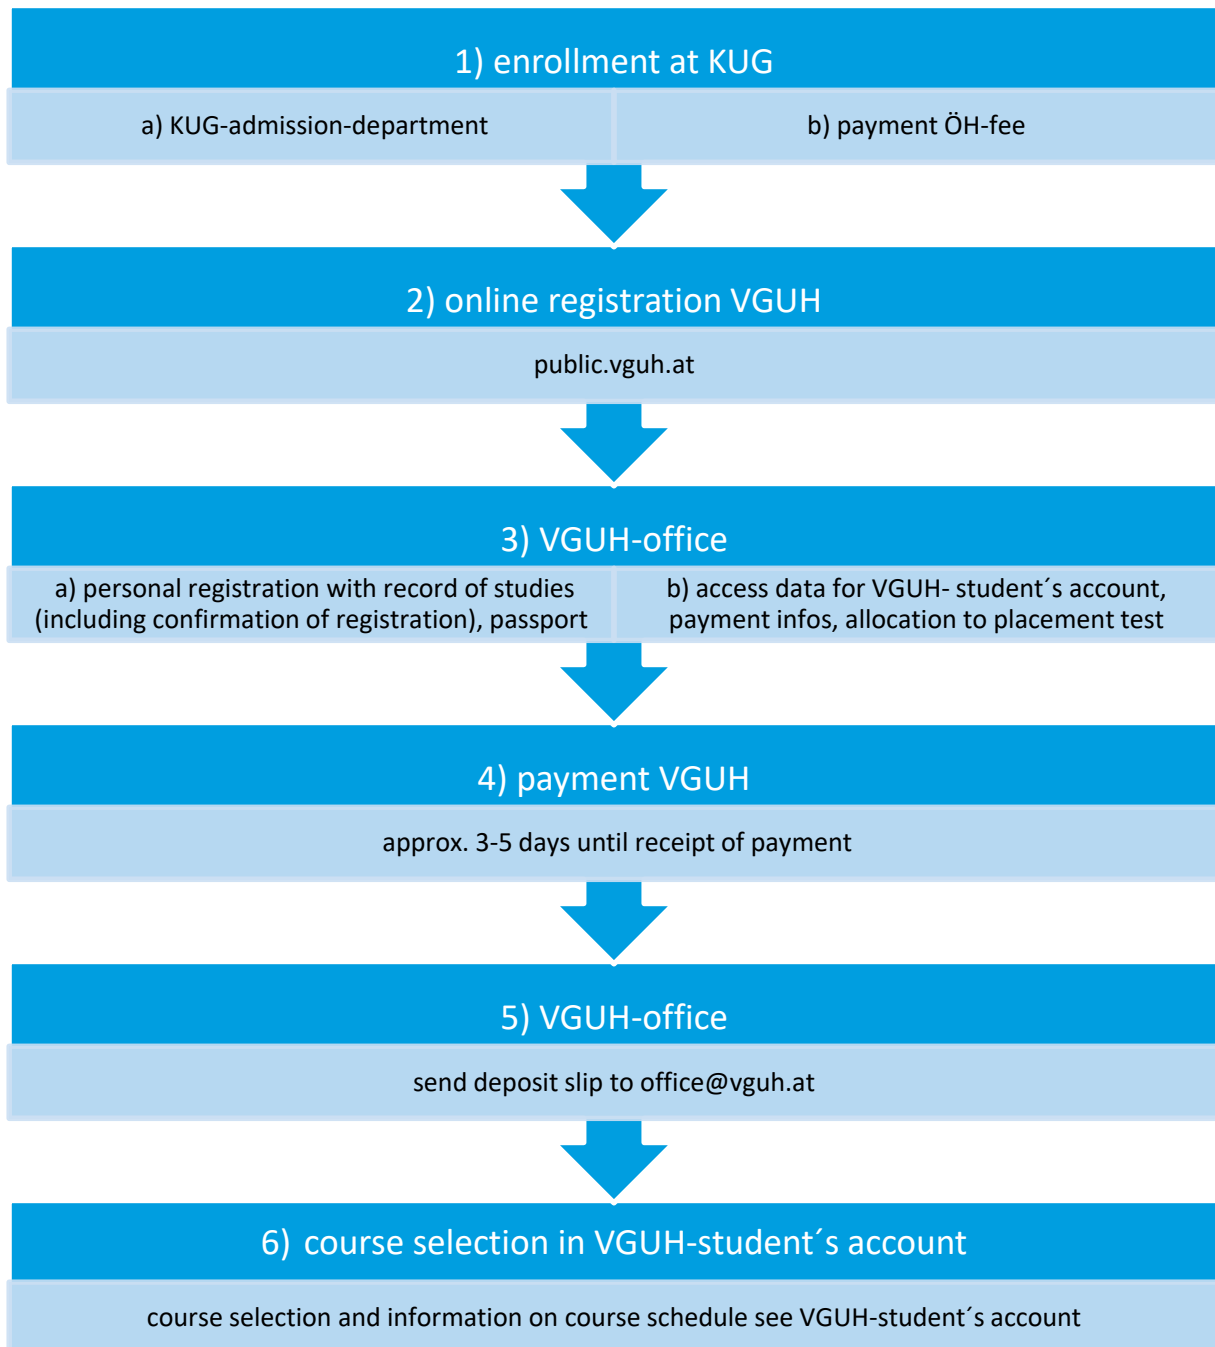 1) enrollment at KUG
a) KUG-admission-department
b) payment ÖH-fee
2) online registration VGUH
public.vguh.at
3) VGUH-office
a) personal registration with record of studies
(including confirmation of registration), passport
b) access data for VGUH- student´s account,
payment infos, allocation to placement test
4) payment VGUH
approx. 3-5 days until receipt of payment
5) VGUH-office
send deposit slip to office@vguh.at
6) course selection in VGUH-student´s account
course selection and information on course schedule see VGUH-student´s account